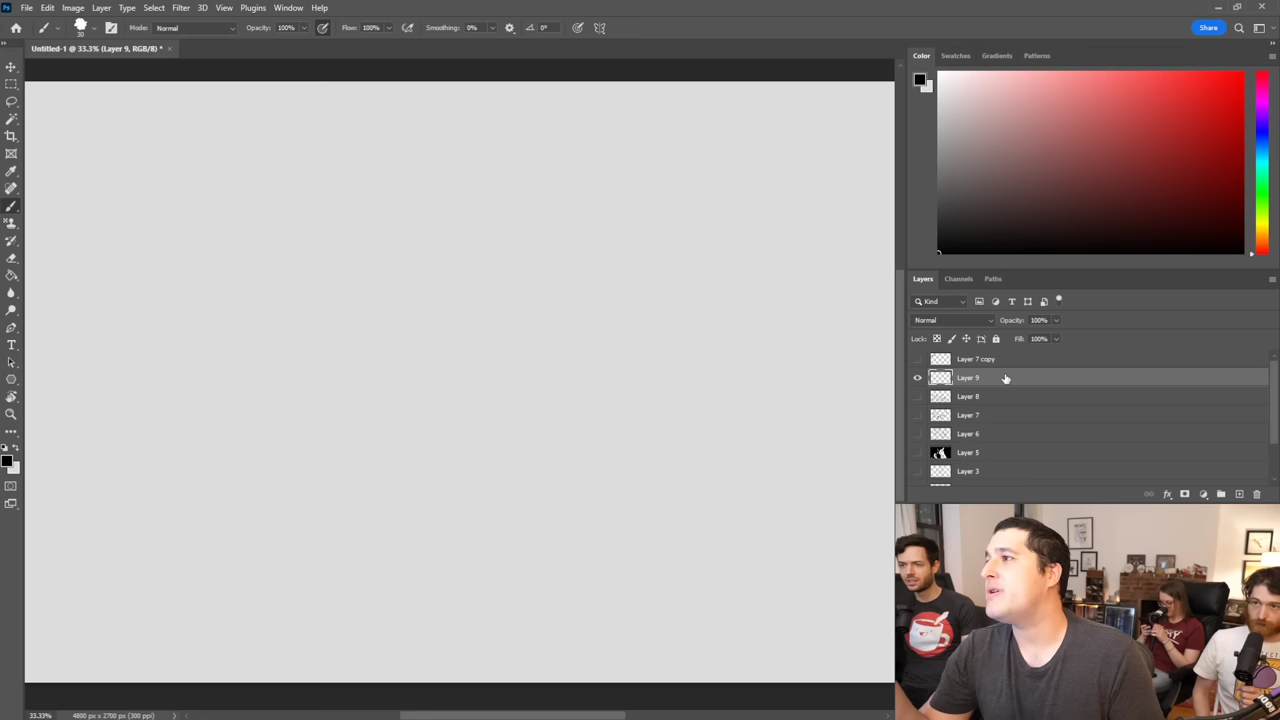 Ps File Edit Image Layer Type Select Filter 3D View Plugins Window Help
30 Mode: Normal Opacity: 100% Flow: 100% Smoothing: 0% 0° Share
Untitled-1 @ 33.3% (Layer 9, RGB/8) *
Color Swatches Gradients Patterns
Layers Channels Paths
Kind
Normal Opacity: 100%
Lock: Fill: 100%
Layer 7 copy
Layer 9
Layer 8
Layer 7
Layer 6
Layer 5
Layer 3
33.33% 4800 px x 2700 px (300 ppi)